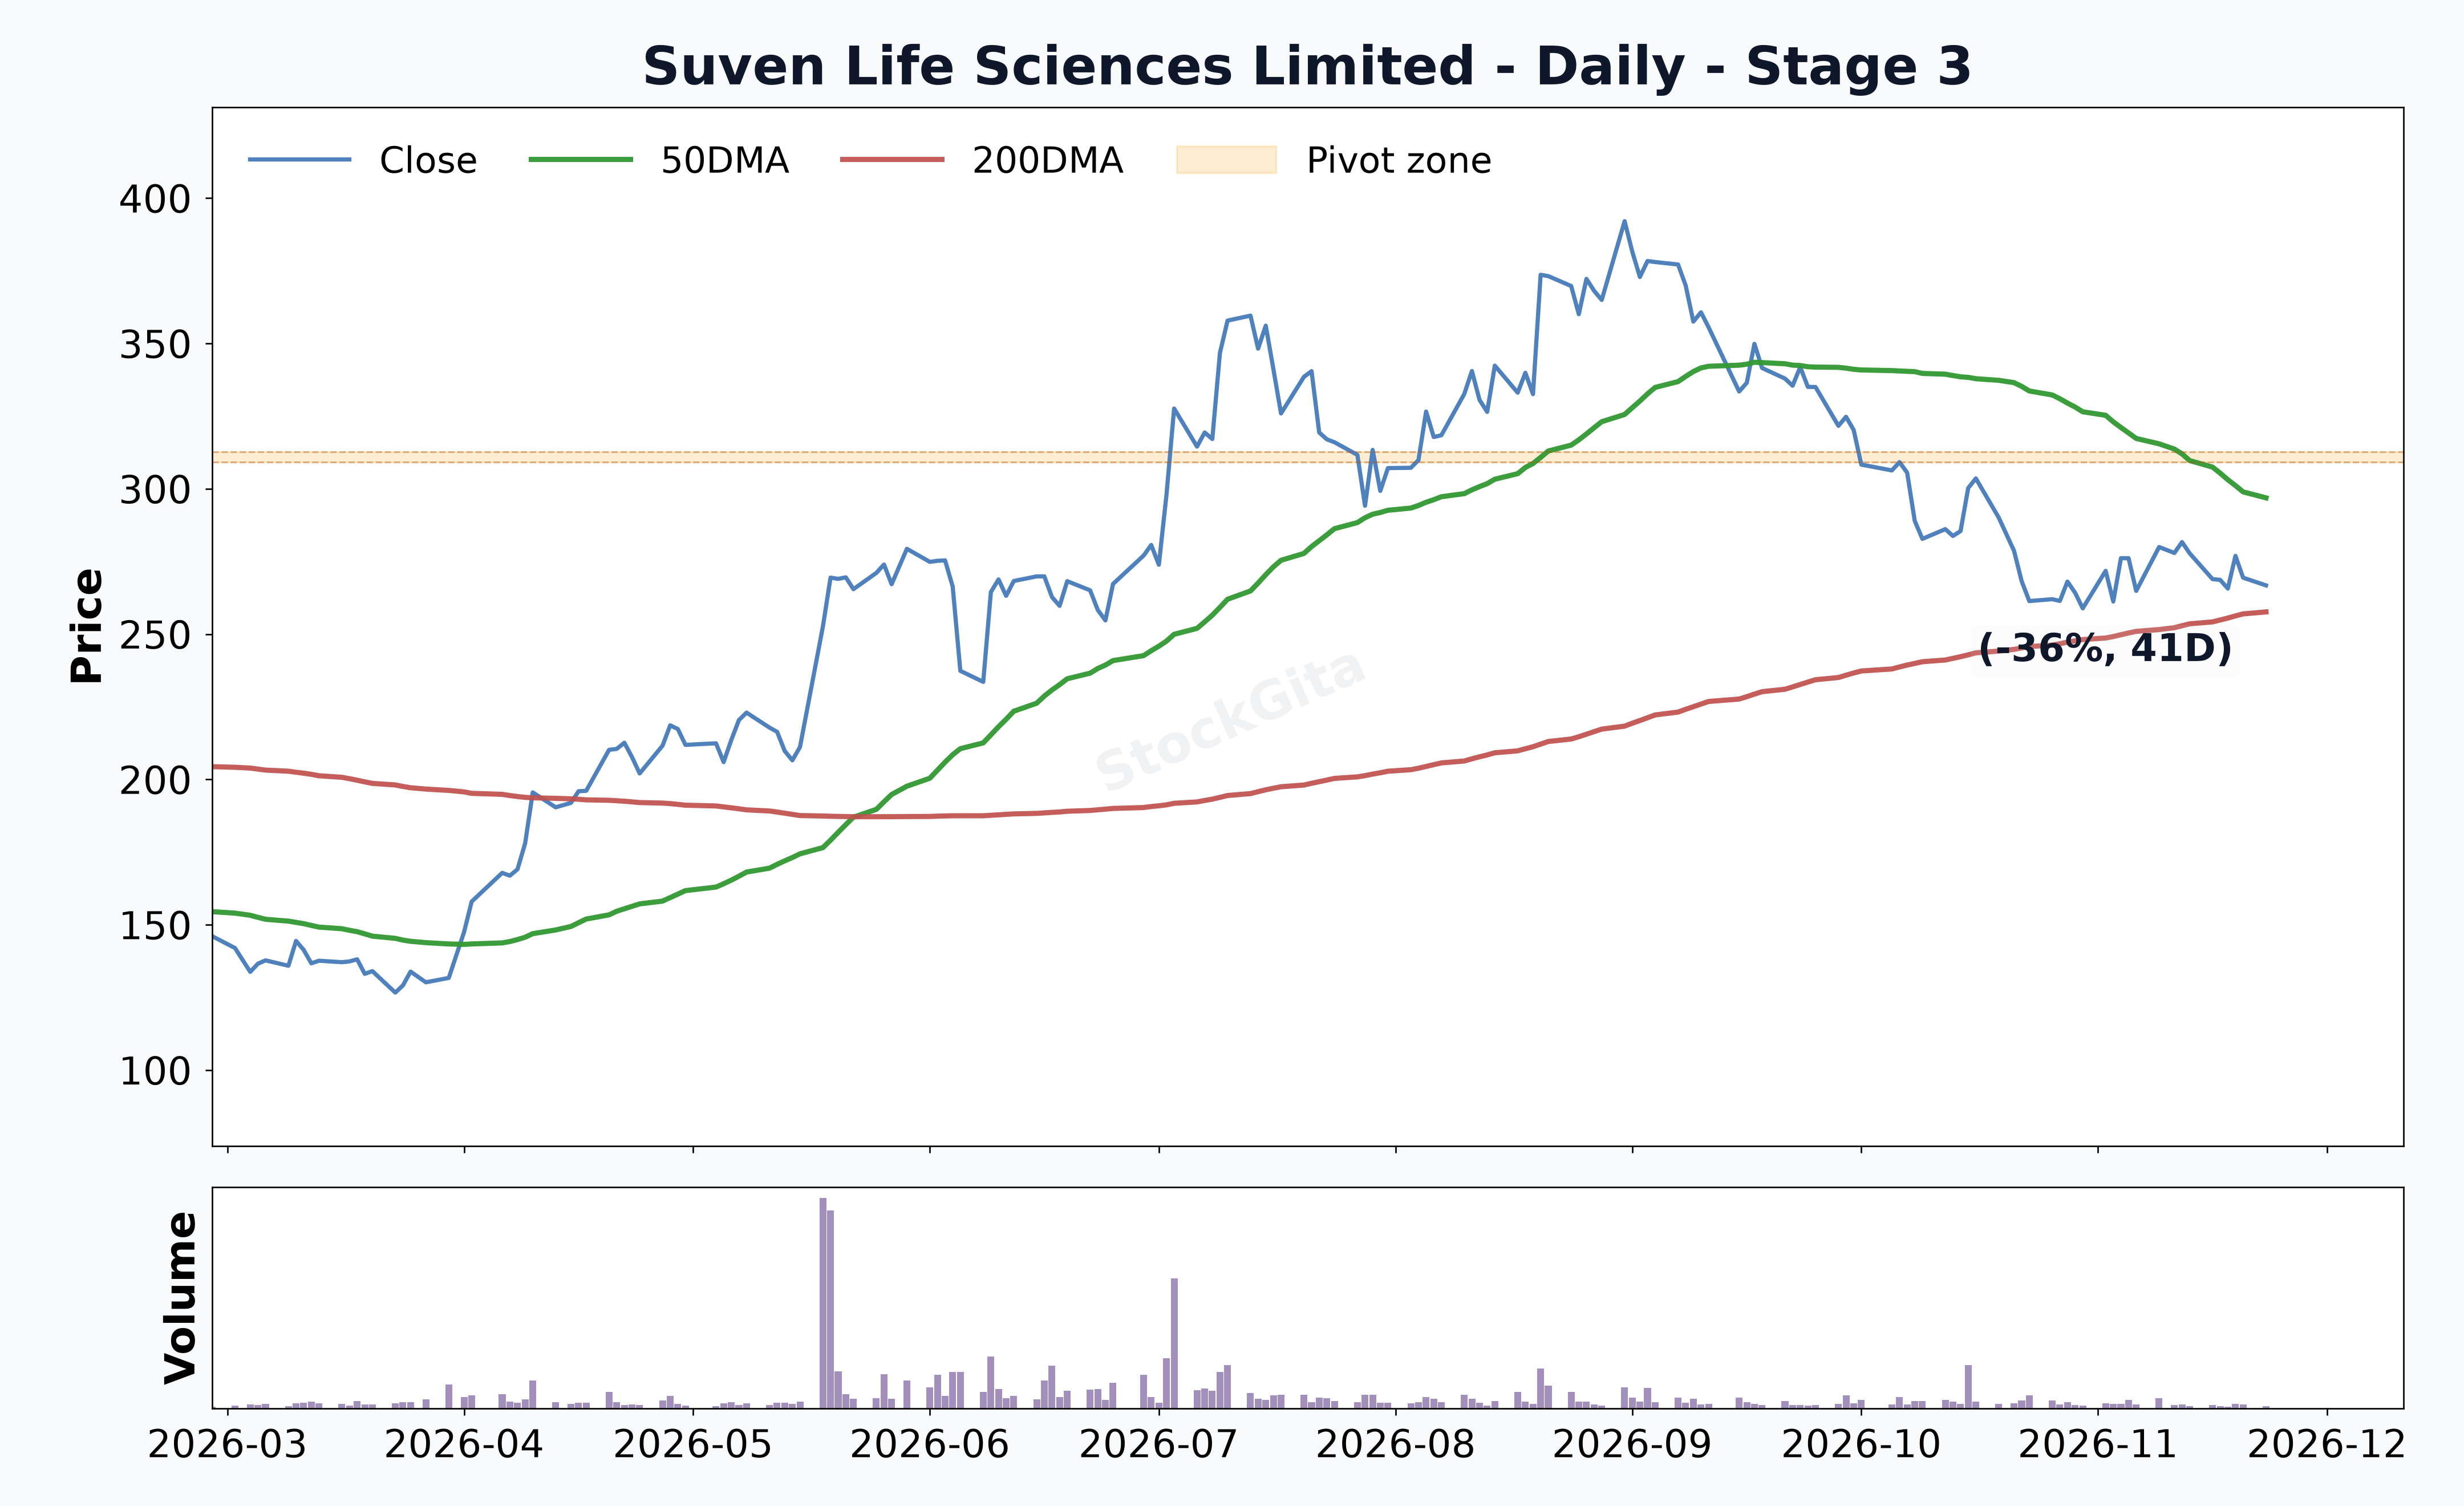 Suven Life Sciences Limited - Daily - Stage 3
Close 50DMA 200DMA Pivot zone
400
350
300
250
200
150
100
Price
(-36%, 41D)
StockGita
Volume
2026-03 2026-04 2026-05 2026-06 2026-07 2026-08 2026-09 2026-10 2026-11 2026-12